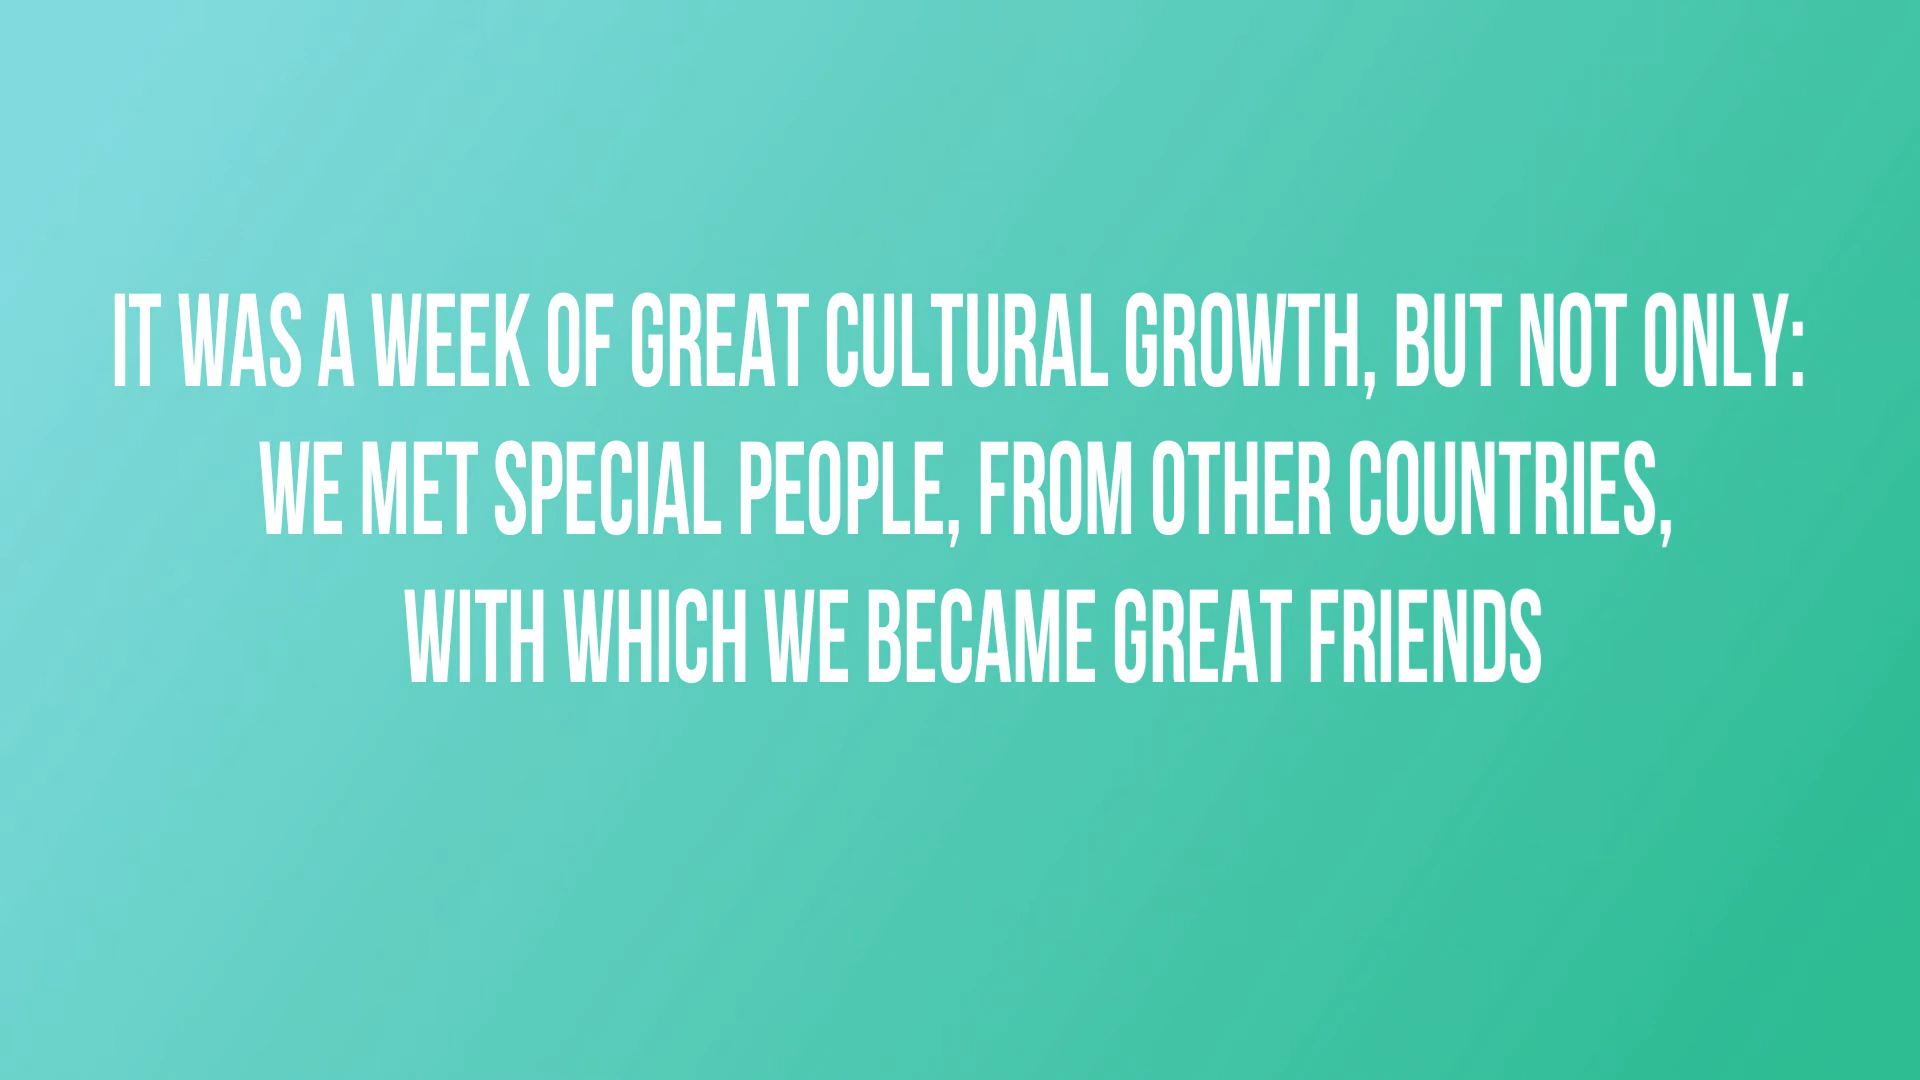 IT WAS A WEEK OF GREAT CULTURAL GROWTH, BUT NOT ONLY:
WE MET SPECIAL PEOPLE, FROM OTHER COUNTRIES,
WITH WHICH WE BECAME GREAT FRIENDS